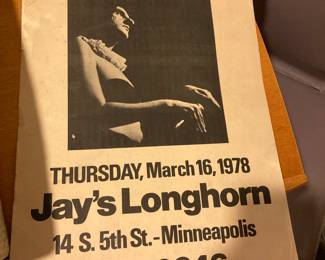 THURSDAY, March 16, 1978
Jay's Longhorn
14 S. 5th St.-Minneapolis